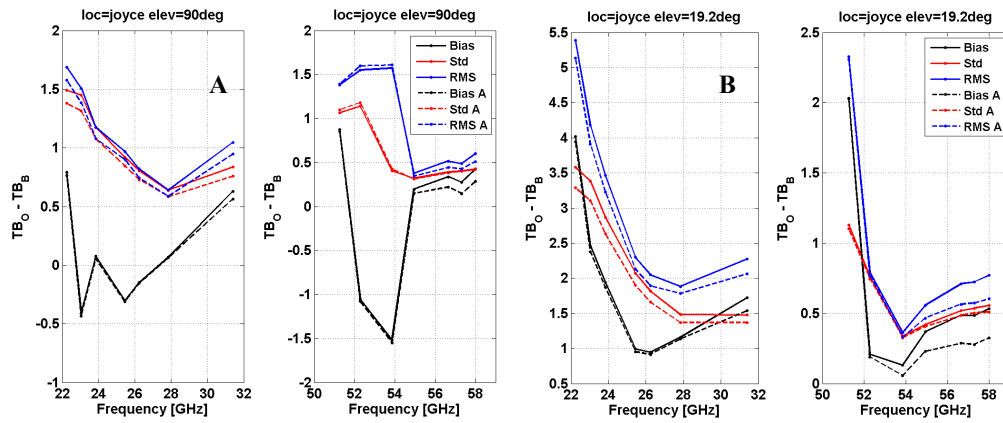 loc=joyce elev=90deg
loc=joyce elev=90deg
loc=joyce elev=19.2deg
loc=joyce elev=19.2deg
A
B
TB_O - TB_B
2
1.5
1
0.5
0
-0.5
-1
22 24 26 28 30 32
Frequency [GHz]
TB_O - TB_B
2
1.5
1
0.5
0
-0.5
-1
-1.5
-2
50 52 54 56 58 60
Frequency [GHz]
Bias
Std
RMS
Bias A
Std A
RMS A
TB_O - TB_B
5.5
5
4.5
4
3.5
3
2.5
2
1.5
1
0.5
22 24 26 28 30 32
Frequency [GHz]
TB_O - TB_B
2.5
2
1.5
1
0.5
0
50 52 54 56 58
Frequency [GHz]
Bias
Std
RMS
Bias A
Std A
RMS A